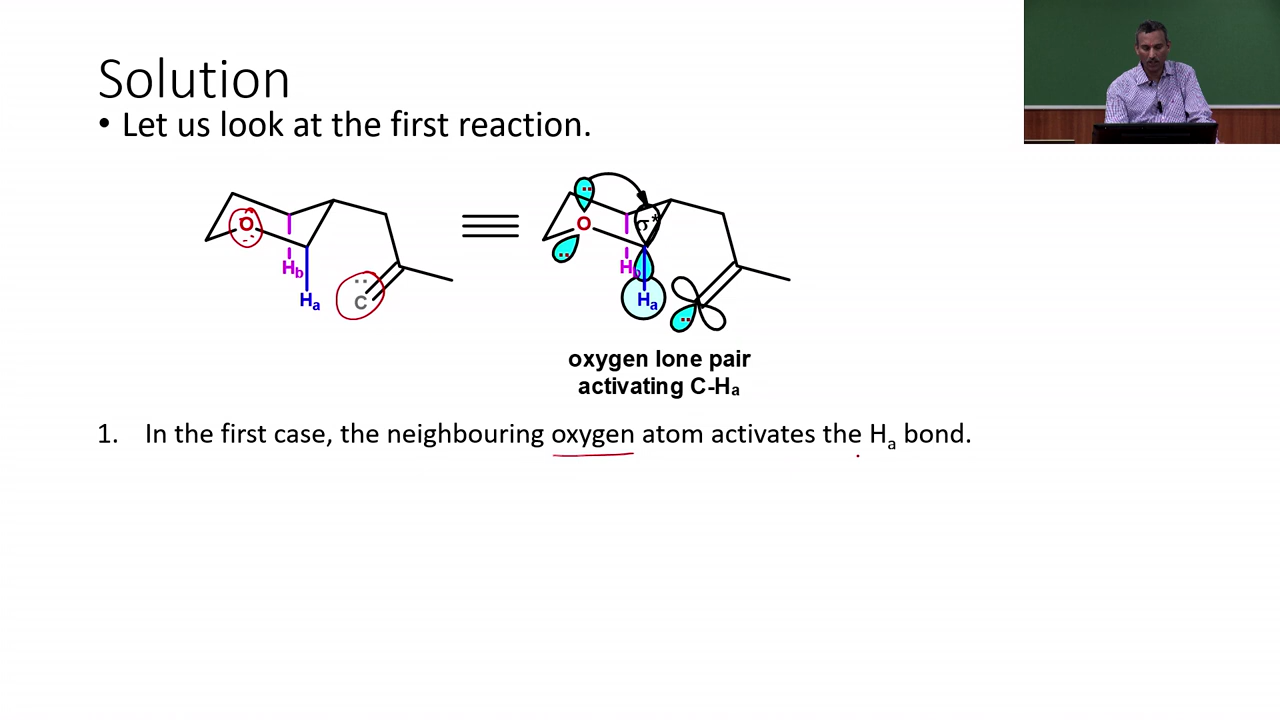 Solution
• Let us look at the first reaction.
O
Hb
Ha
C
O
σ*
Hb
Ha
oxygen lone pair
activating C-Ha
1. In the first case, the neighbouring oxygen atom activates the Ha bond.